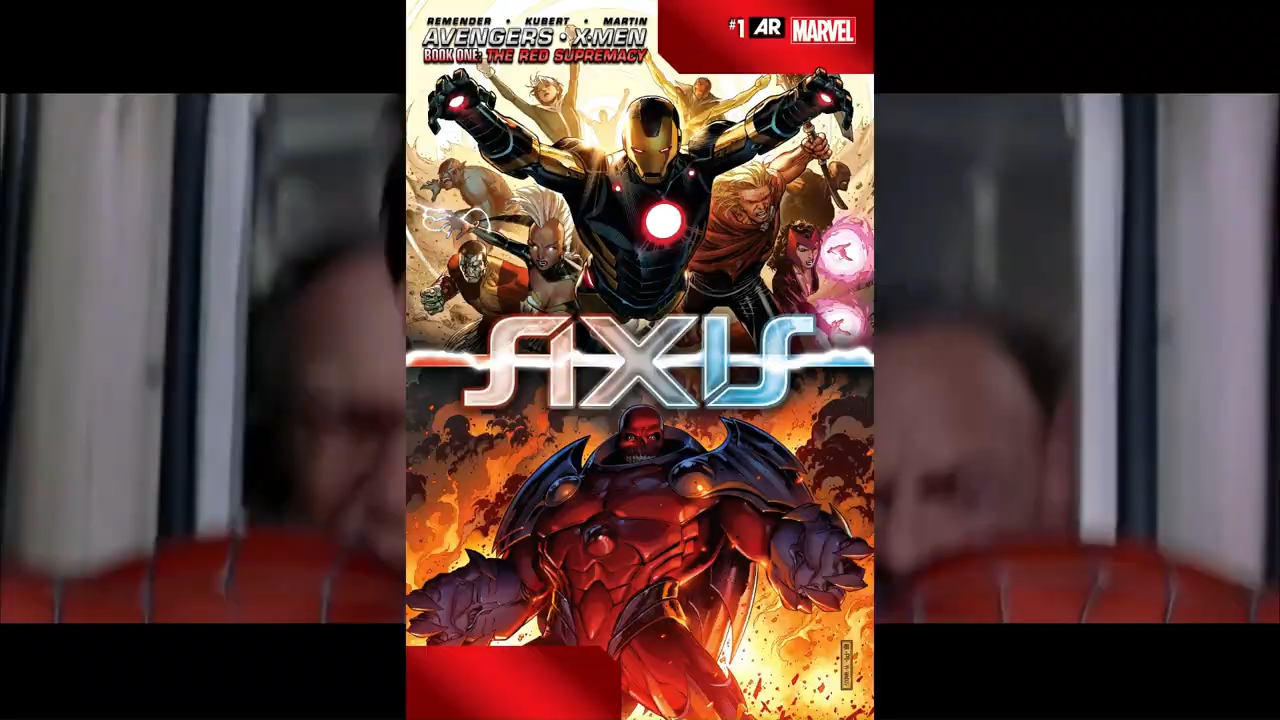 REMENDER • KUBERT • MARTIN
AVENGERS • X-MEN
BOOK ONE: THE RED SUPREMACY
#1 AR MARVEL
AXIS